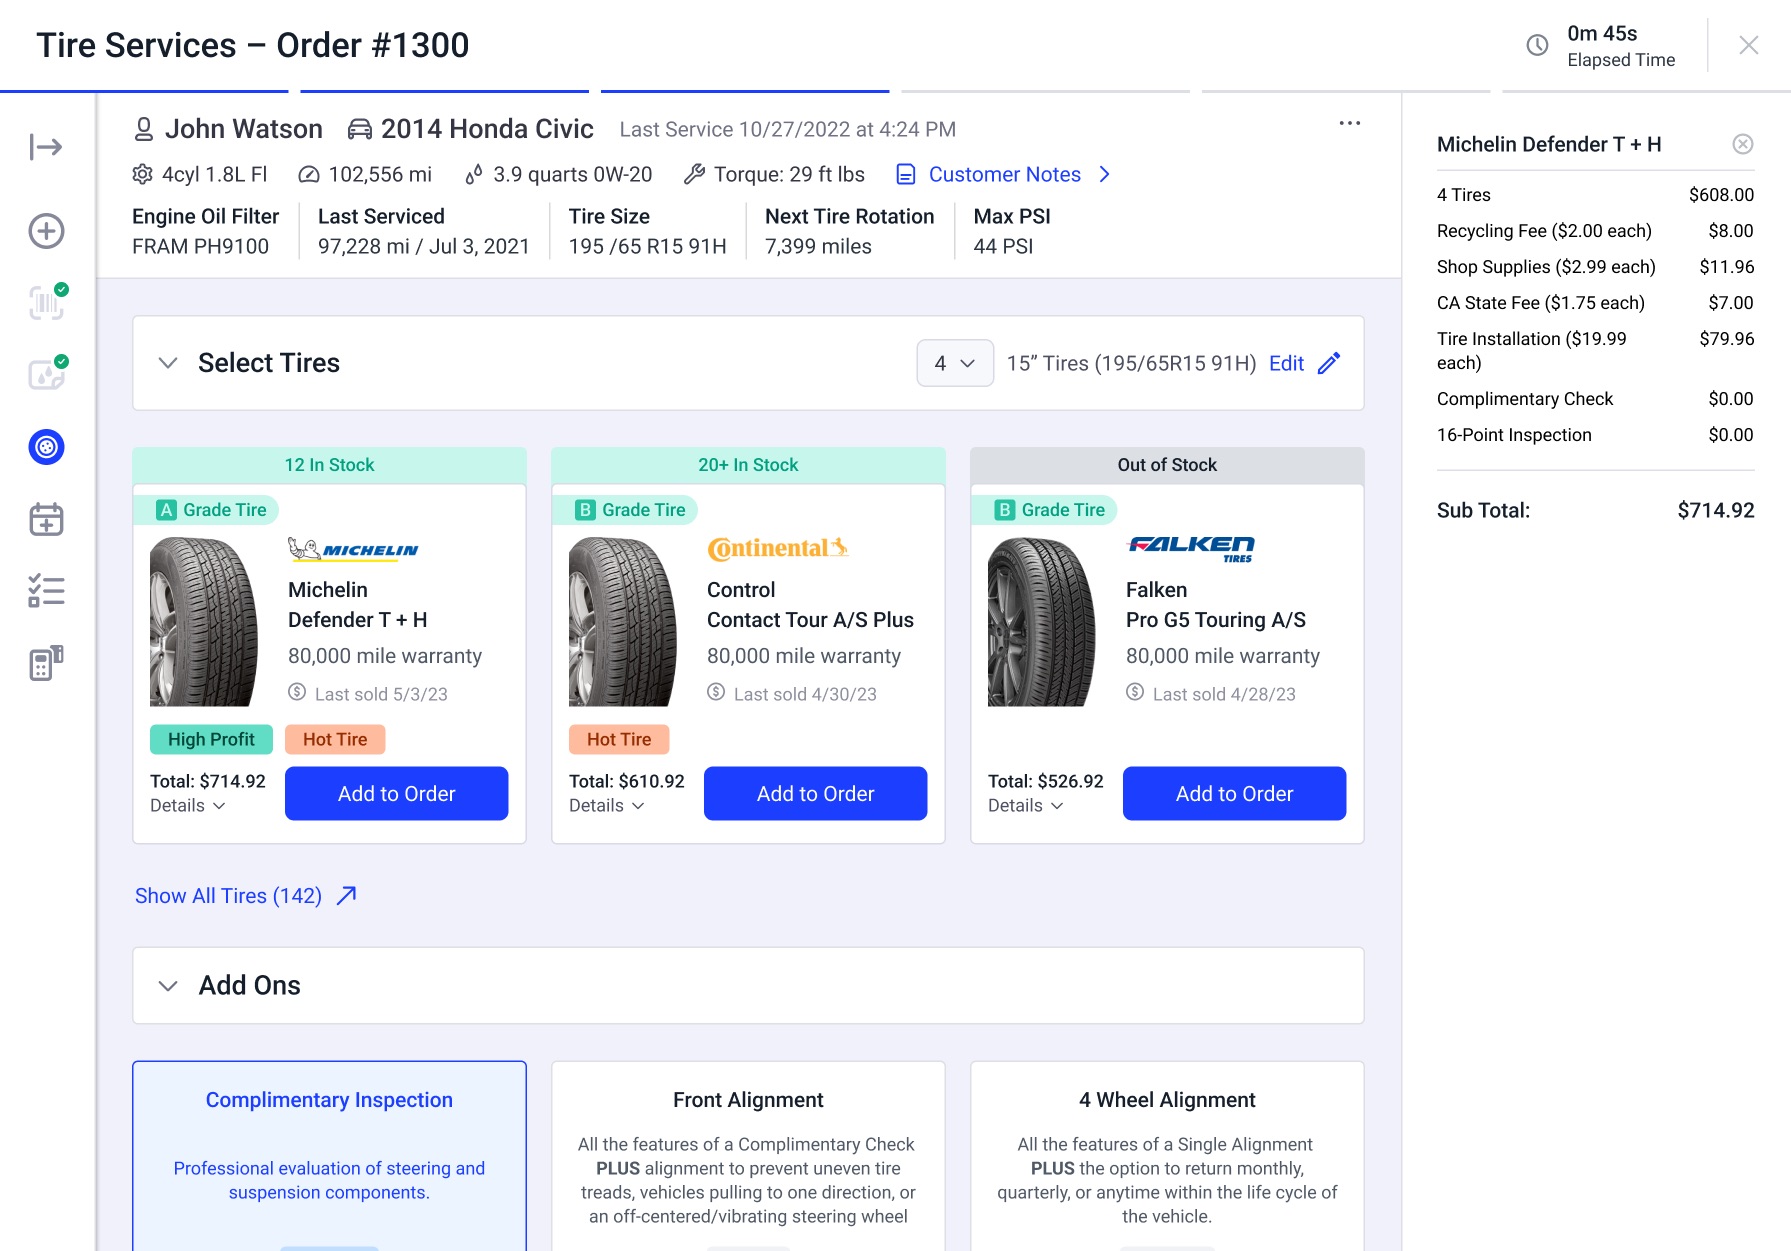 Tire Services – Order #1300
0m 45s
Elapsed Time
John Watson
2014 Honda Civic
Last Service 10/27/2022 at 4:24 PM
4cyl 1.8L Fl
102,556 mi
3.9 quarts 0W-20
Torque: 29 ft lbs
Customer Notes
Engine Oil Filter
FRAM PH9100
Last Serviced
97,228 mi / Jul 3, 2021
Tire Size
195 /65 R15 91H
Next Tire Rotation
7,399 miles
Max PSI
44 PSI
Select Tires
4
15” Tires (195/65R15 91H)
Edit
12 In Stock
A Grade Tire
MICHELIN
Michelin
Defender T + H
80,000 mile warranty
Last sold 5/3/23
High Profit
Hot Tire
Total: $714.92
Details
Add to Order
20+ In Stock
B Grade Tire
Continental
Control
Contact Tour A/S Plus
80,000 mile warranty
Last sold 4/30/23
Hot Tire
Total: $610.92
Details
Add to Order
Out of Stock
B Grade Tire
FALKEN
TIRES
Falken
Pro G5 Touring A/S
80,000 mile warranty
Last sold 4/28/23
Total: $526.92
Details
Add to Order
Show All Tires (142)
Add Ons
Complimentary Inspection
Professional evaluation of steering and
suspension components.
Front Alignment
All the features of a Complimentary Check
PLUS alignment to prevent uneven tire
treads, vehicles pulling to one direction, or
an off-centered/vibrating steering wheel
4 Wheel Alignment
All the features of a Single Alignment
PLUS the option to return monthly,
quarterly, or anytime within the life cycle of
the vehicle.
Michelin Defender T + H
4 Tires $608.00
Recycling Fee ($2.00 each) $8.00
Shop Supplies ($2.99 each) $11.96
CA State Fee ($1.75 each) $7.00
Tire Installation ($19.99 $79.96
each)
Complimentary Check $0.00
16-Point Inspection $0.00
Sub Total: $714.92